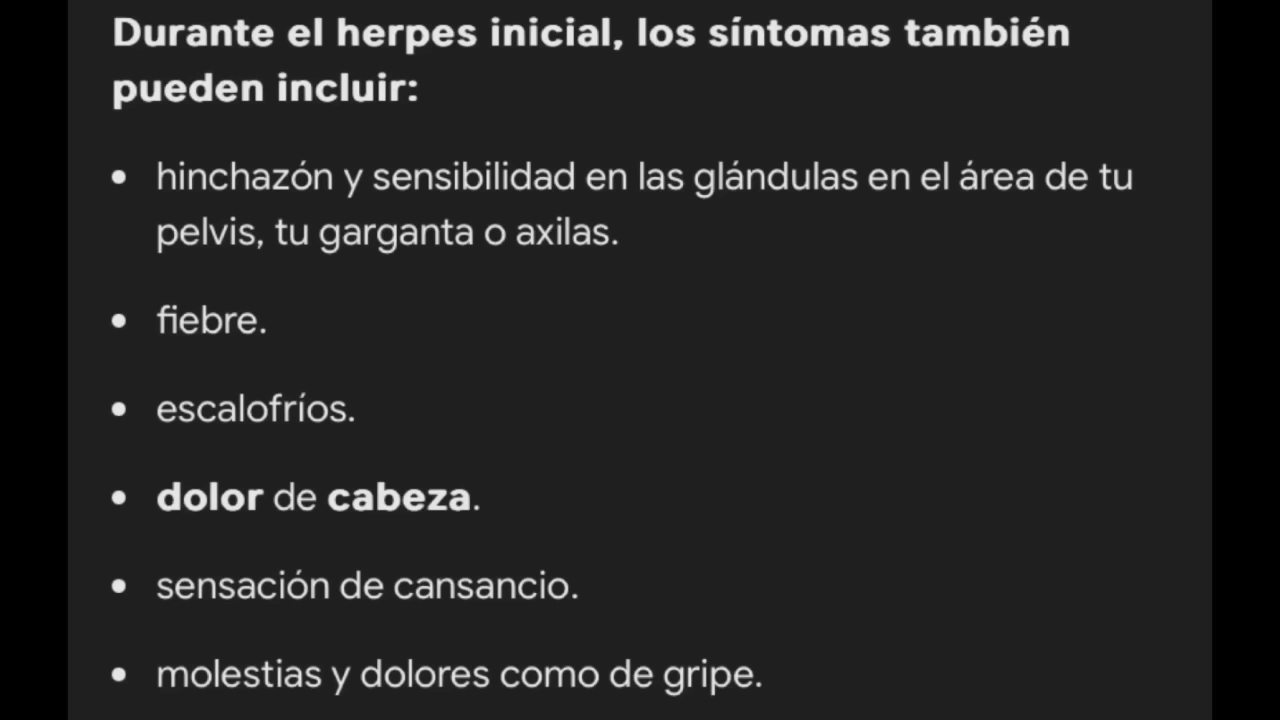 Durante el herpes inicial, los síntomas también
pueden incluir:
• hinchazón y sensibilidad en las glándulas en el área de tu
pelvis, tu garganta o axilas.
• fiebre.
• escalofríos.
• dolor de cabeza.
• sensación de cansancio.
• molestias y dolores como de gripe.